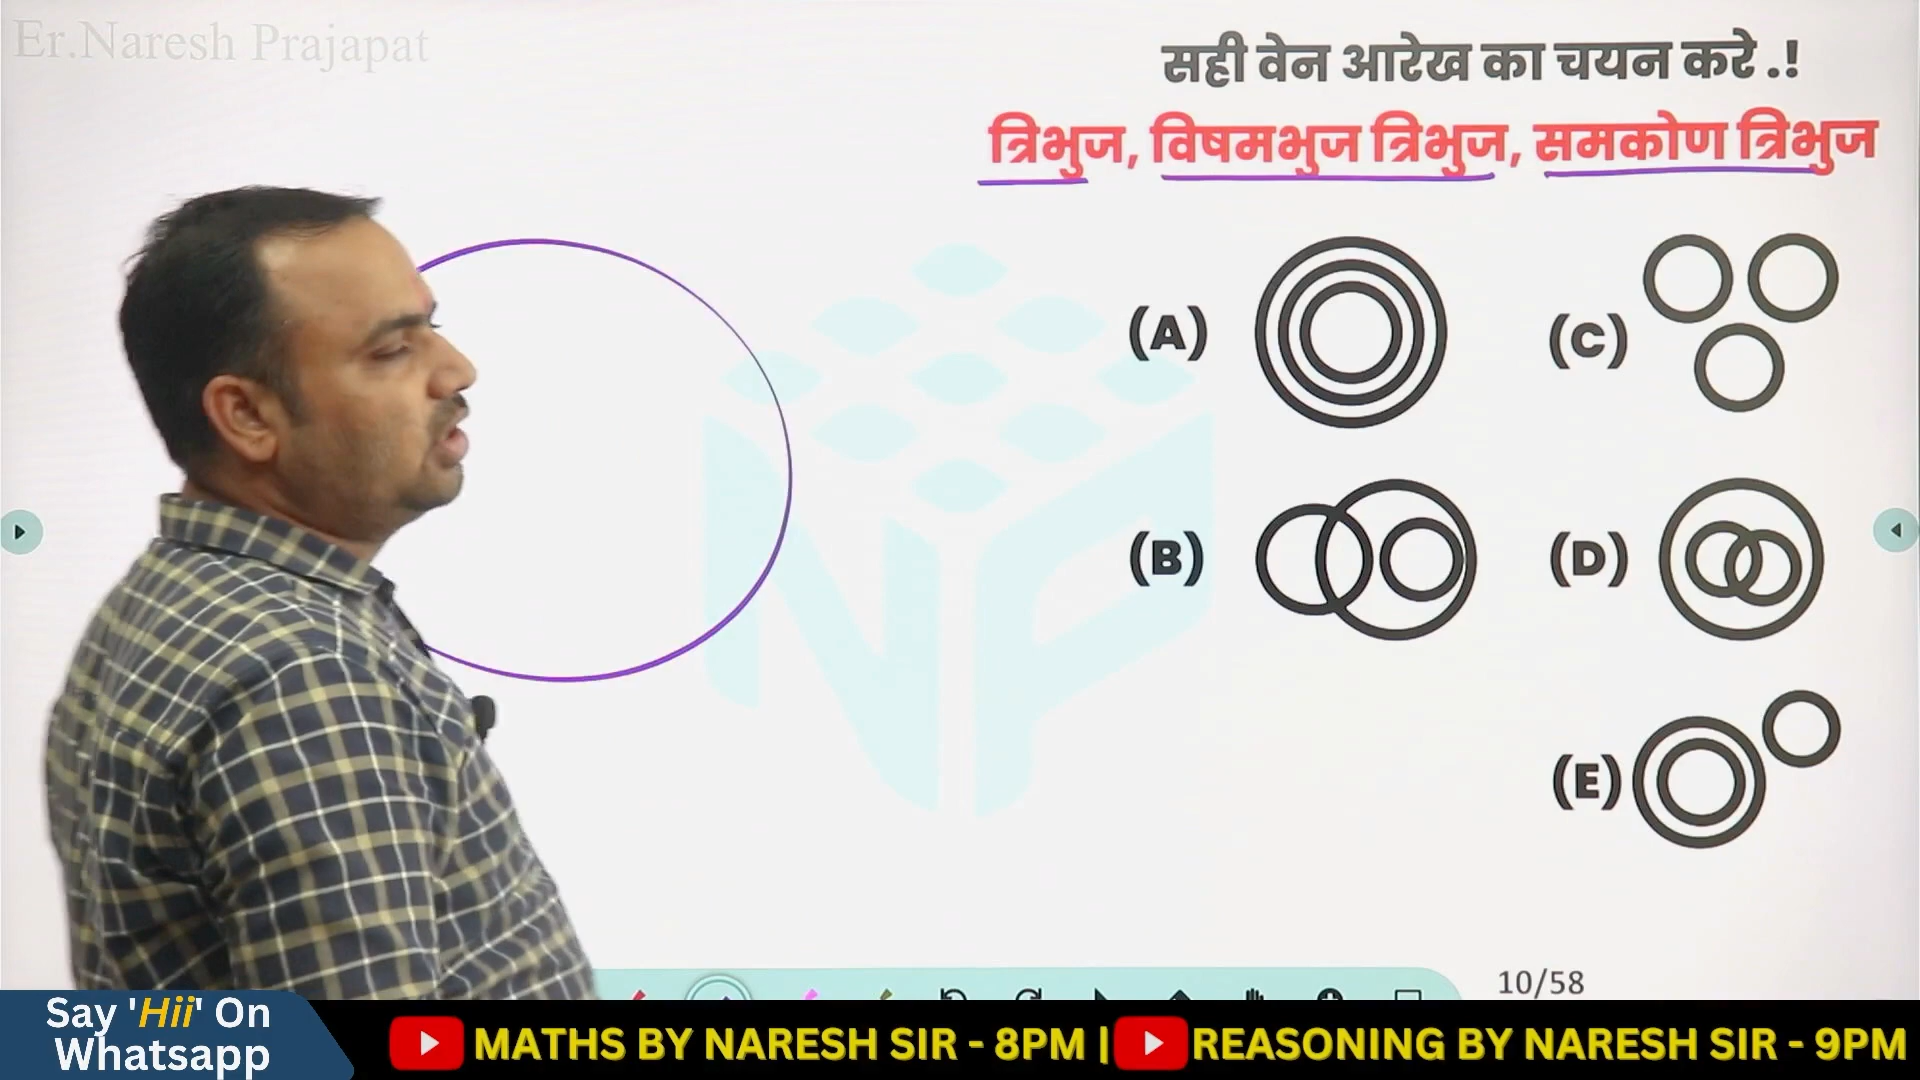 Er.Naresh Prajapat
सही वेन आरेख का चयन करे .!
त्रिभुज, विषमभुज त्रिभुज, समकोण त्रिभुज
(A)
(C)
(B)
(D)
(E)
NP
10/58
Say 'Hii' On
Whatsapp
MATHS BY NARESH SIR - 8PM |
REASONING BY NARESH SIR - 9PM